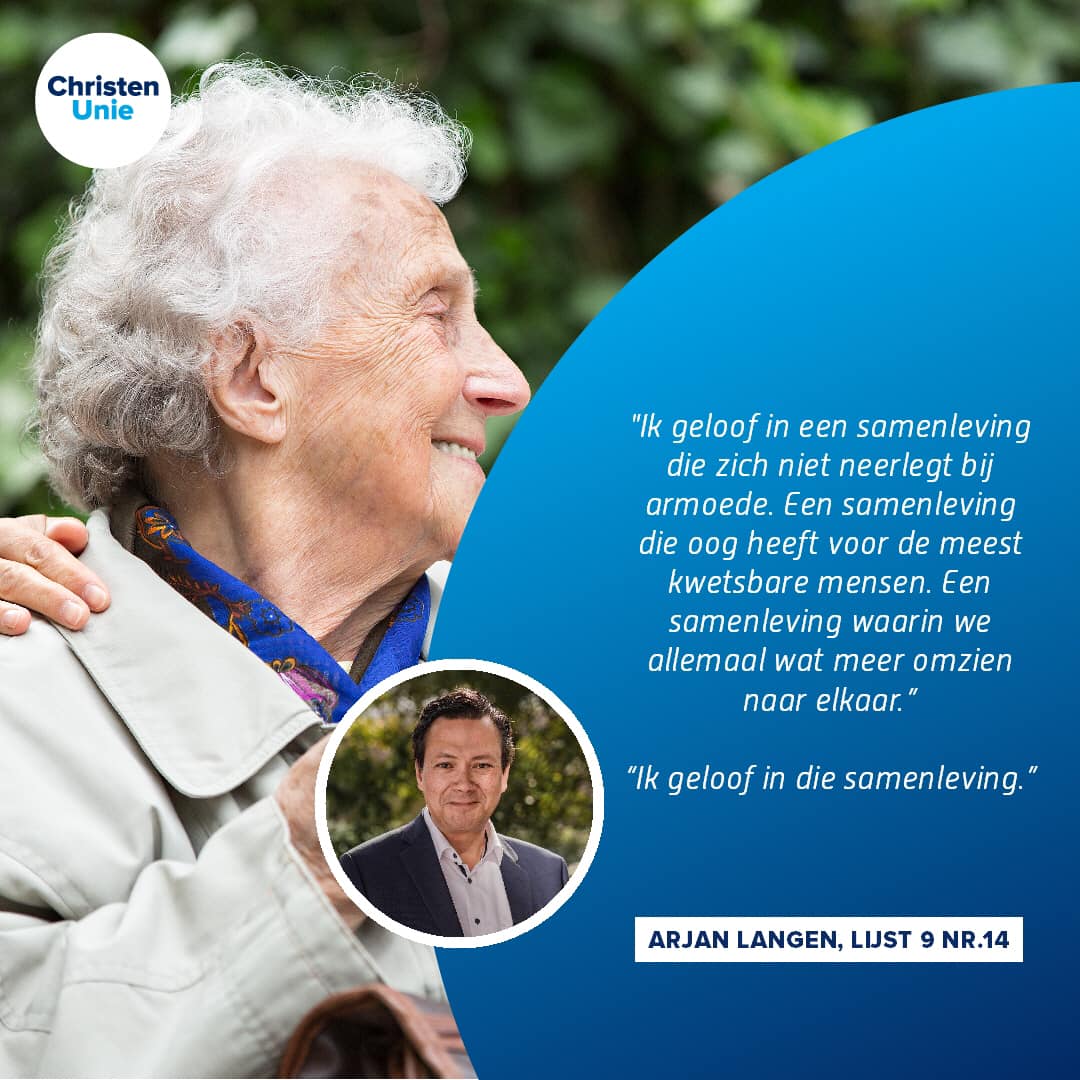 Christen
Unie
"Ik geloof in een samenleving
die zich niet neerlegt bij
armoede. Een samenleving
die oog heeft voor de meest
kwetsbare mensen. Een
samenleving waarin we
allemaal wat meer omzien
naar elkaar.”
“Ik geloof in die samenleving.”
ARJAN LANGEN, LIJST 9 NR.14